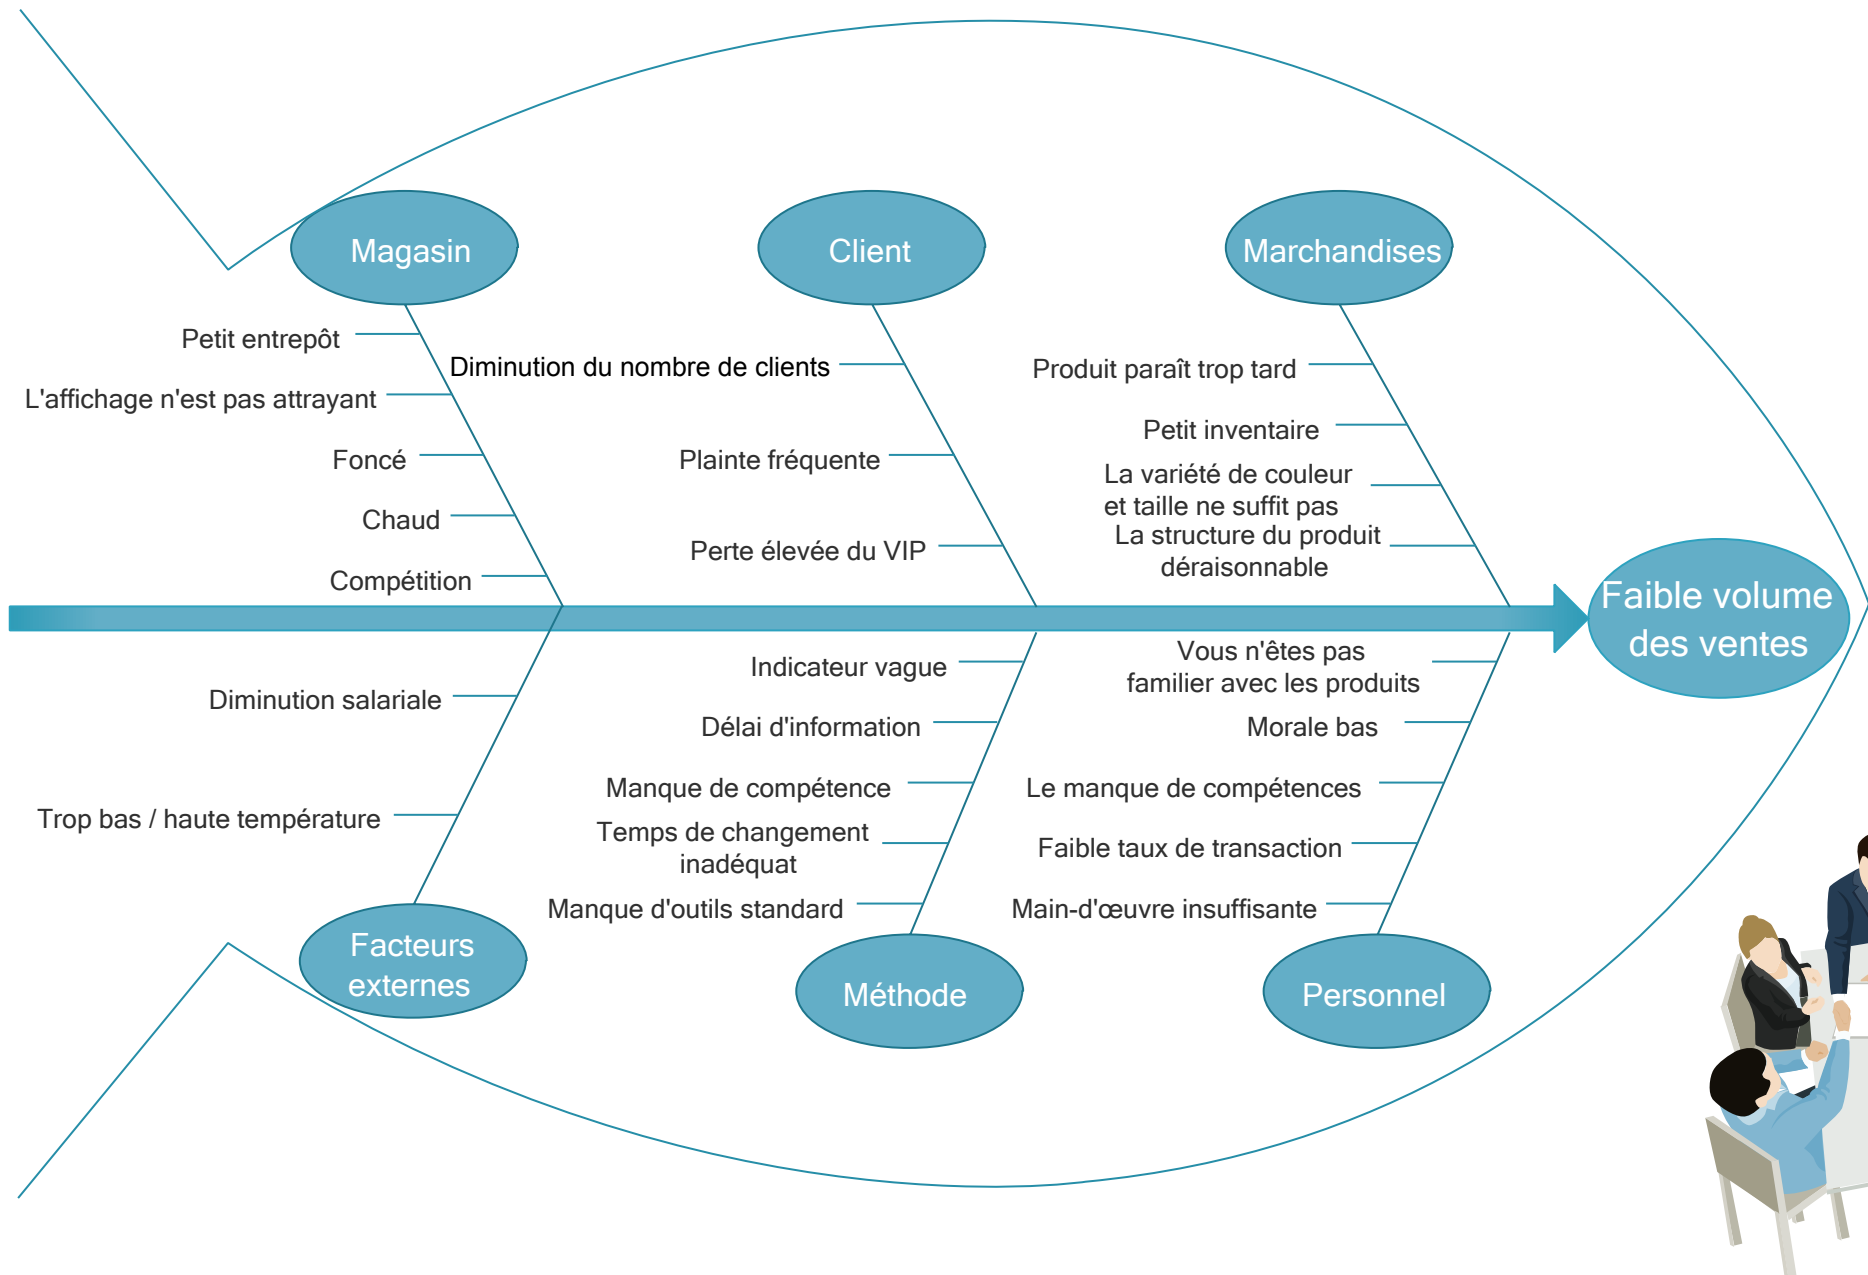 Magasin
Client
Marchandises
Petit entrepôt
L'affichage n'est pas attrayant
Foncé
Chaud
Compétition
Diminution du nombre de clients
Plainte fréquente
Perte élevée du VIP
Produit paraît trop tard
Petit inventaire
La variété de couleur
et taille ne suffit pas
La structure du produit
déraisonnable
Faible volume
des ventes
Diminution salariale
Trop bas / haute température
Indicateur vague
Délai d'information
Manque de compétence
Temps de changement
inadéquat
Manque d'outils standard
Vous n'êtes pas
familier avec les produits
Morale bas
Le manque de compétences
Faible taux de transaction
Main-d'œuvre insuffisante
Facteurs
externes
Méthode
Personnel